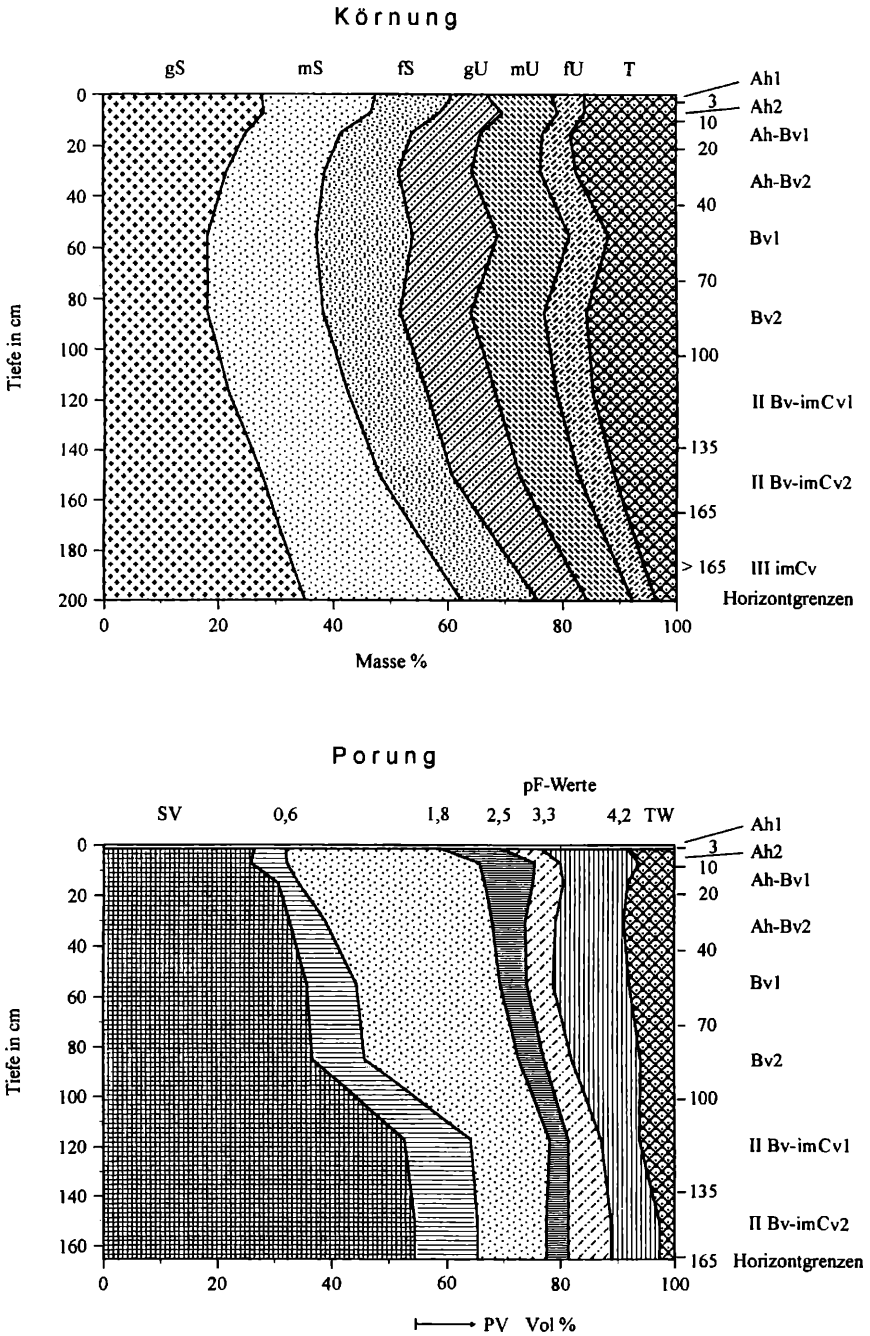 Körnung
gS mS fS gU mU fU T
Ah1
0
3
Ah2
10
Ah-Bv1
20
20
Ah-Bv2
40
40
Bv1
60
70
80
Bv2
100
100
II Bv-imCv1
120
135
140
II Bv-imCv2
160
165
180
> 165
III imCv
200
Horizontgrenzen
0 20 40 60 80 100
Masse %
Tiefe in cm
Porung
pF-Werte
SV 0,6 1,8 2,5 3,3 4,2 TW
Ah1
0
3
Ah2
10
Ah-Bv1
20
20
Ah-Bv2
40
40
Bv1
60
70
80
Bv2
100
100
II Bv-imCv1
120
135
140
II Bv-imCv2
160
165
Horizontgrenzen
0 20 40 60 80 100
PV Vol %
Tiefe in cm